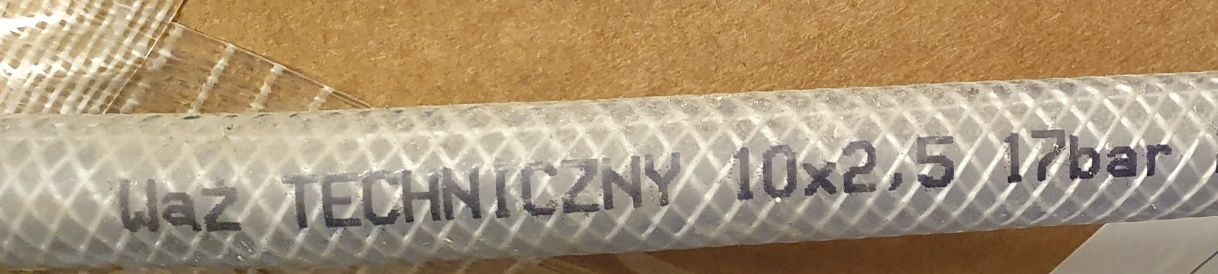 Wąż TECHNICZNY 10x2,5 17bar